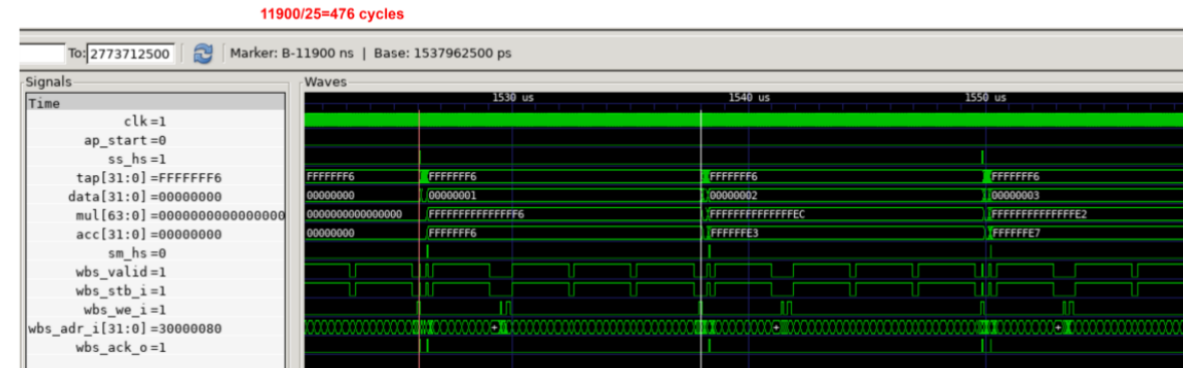 11900/25=476 cycles
To: 2773712500 Marker: B-11900 ns | Base: 1537962500 ps
Signals Waves
Time 1530 us 1540 us 1550 us
clk=1
ap_start=0
ss_hs=1
tap[31:0]=FFFFFFF6 FFFFFFF6 FFFFFFF6 FFFFFFF6 FFFFFFF6
data[31:0]=00000000 00000000 00000001 00000002 00000003
mul[63:0]=0000000000000000 0000000000000000 FFFFFFFFFFFFFFF6 FFFFFFFFFFFFFFEC FFFFFFFFFFFFFFE2
acc[31:0]=00000000 00000000 FFFFFFF6 FFFFFFE3 FFFFFFE7
sm_hs=0
wbs_valid=1
wbs_stb_i=1
wbs_we_i=1
wbs_adr_i[31:0]=30000080 + + +
wbs_ack_o=1